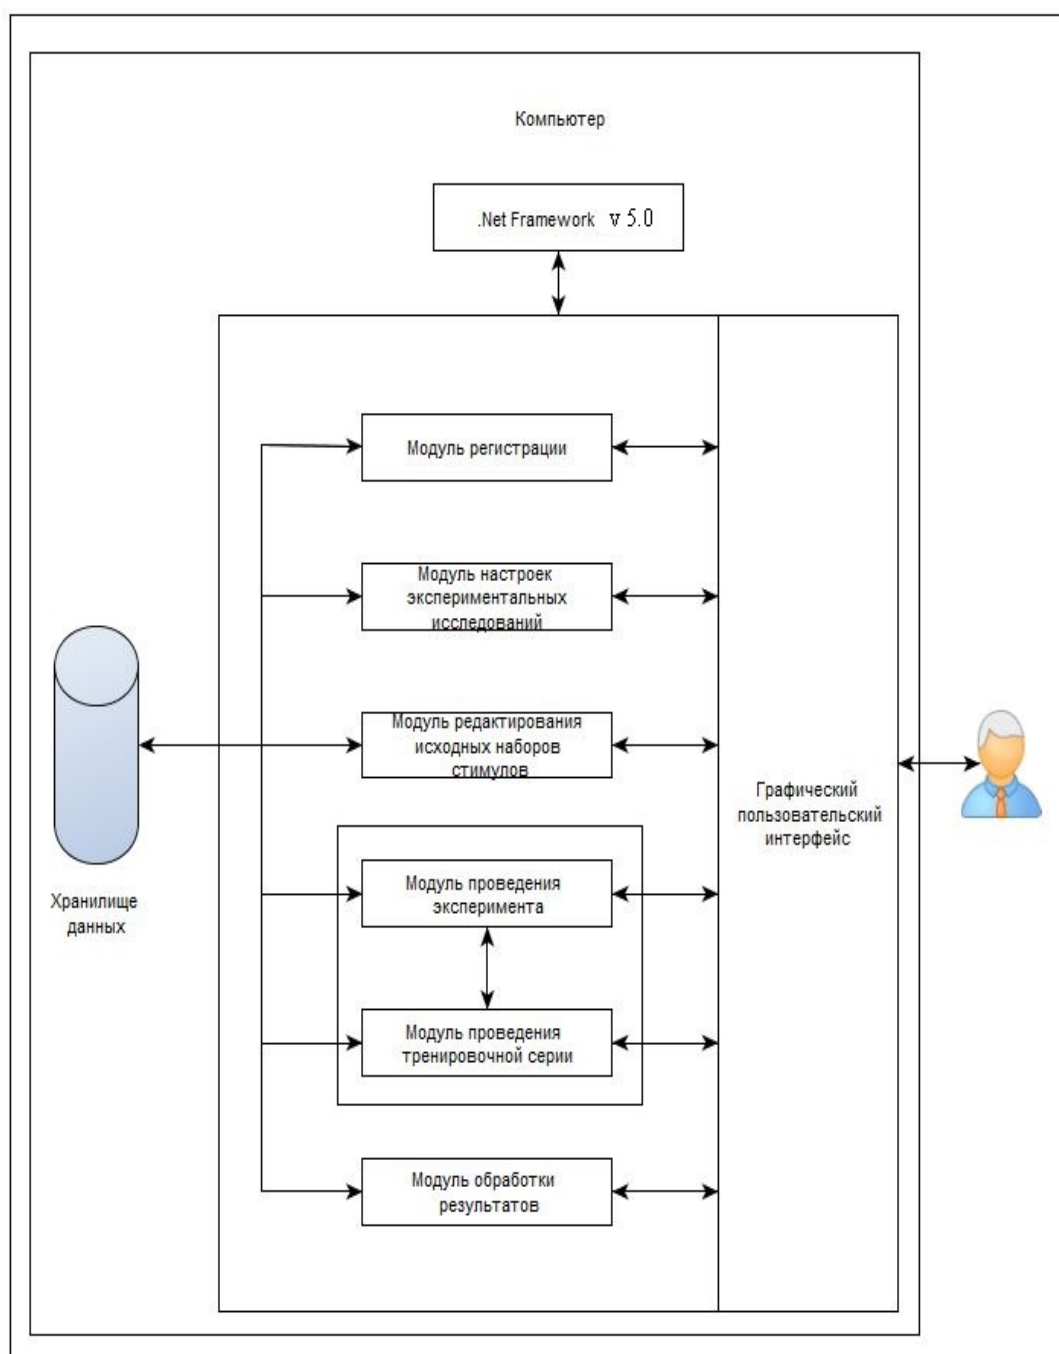 Компьютер
.Net Framework v 5.0
Модуль регистрации
Модуль настроек
экспериментальных
исследований
Модуль редактирования
исходных наборов
стимулов
Графический
пользовательский
интерфейс
Модуль проведения
эксперимента
Хранилище
данных
Модуль проведения
тренировочной серии
Модуль обработки
результатов